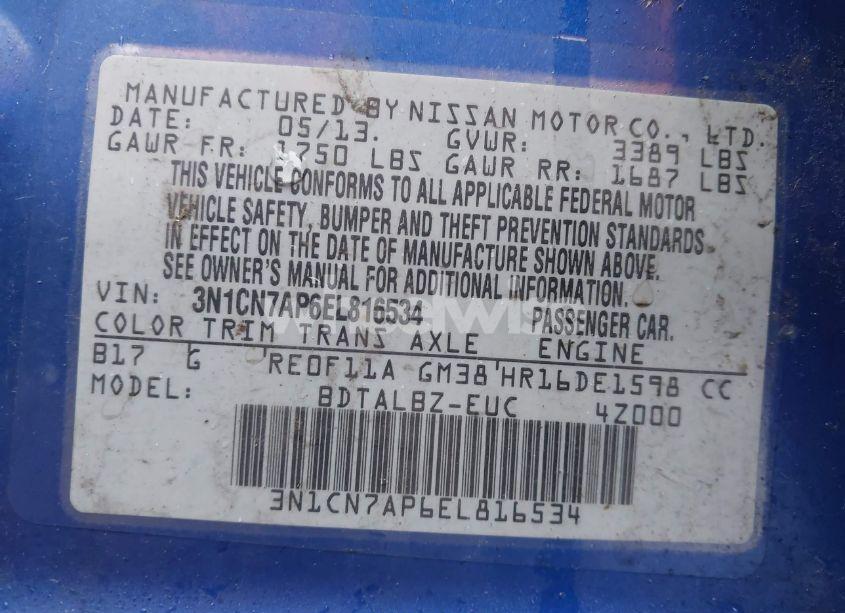 MANUFACTURED BY NISSAN MOTOR CO., LTD.
DATE: 05/13. GVWR: 3389 LBS
GAWR FR: 1750 LBS GAWR RR: 1687 LBS
THIS VEHICLE CONFORMS TO ALL APPLICABLE FEDERAL MOTOR
VEHICLE SAFETY, BUMPER AND THEFT PREVENTION STANDARDS
IN EFFECT ON THE DATE OF MANUFACTURE SHOWN ABOVE.
SEE OWNER'S MANUAL FOR ADDITIONAL INFORMATION.
VIN: 3N1CN7AP6EL816534 PASSENGER CAR.
COLOR TRIM TRANS AXLE ENGINE
B17 G RE0F11A GM38 HR16DE1598 CC
MODEL: BDTALBZ-EUC 4Z000
3N1CN7AP6EL816534